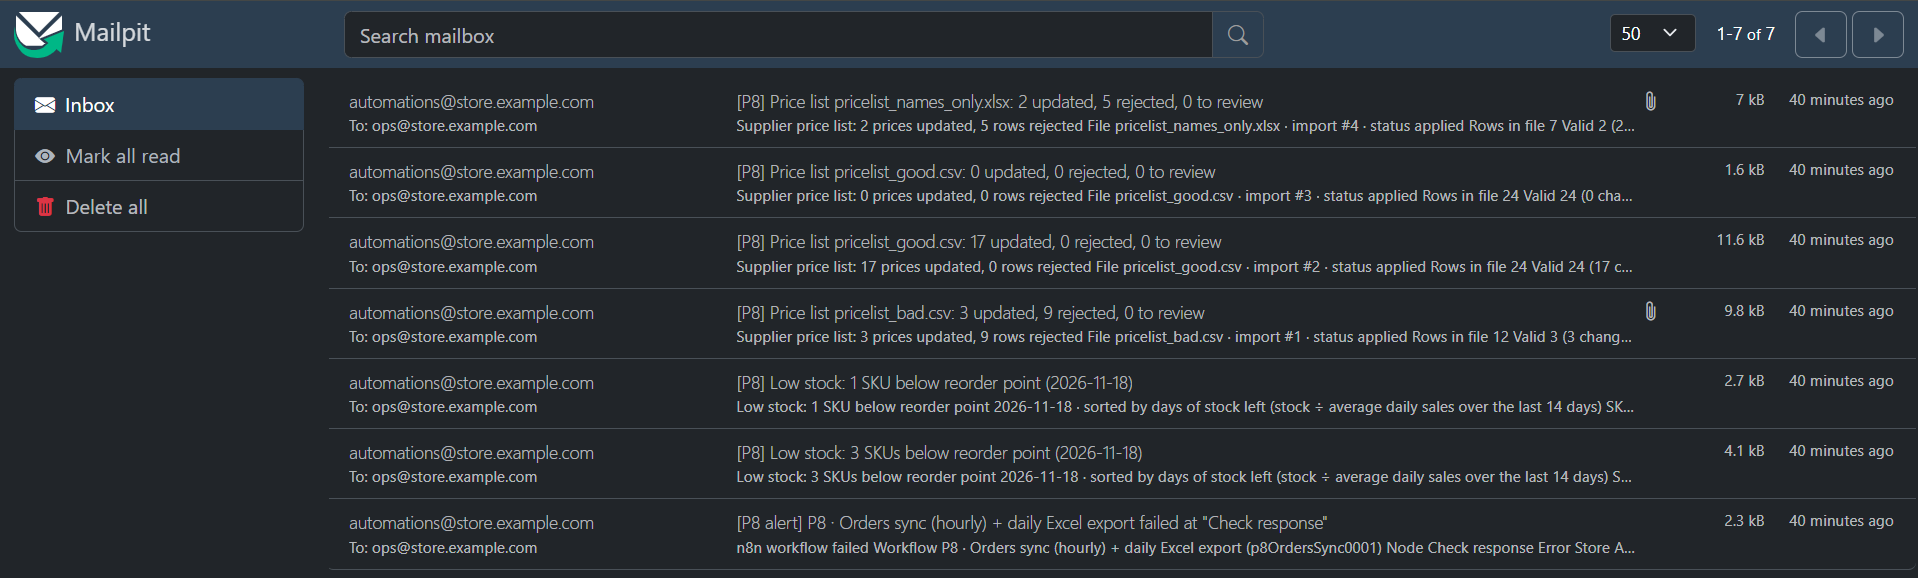 Mailpit
Search mailbox
50
1-7 of 7
Inbox
Mark all read
Delete all
automations@store.example.com
To: ops@store.example.com
[P8] Price list pricelist_names_only.xlsx: 2 updated, 5 rejected, 0 to review
Supplier price list: 2 prices updated, 5 rows rejected File pricelist_names_only.xlsx · import #4 · status applied Rows in file 7 Valid 2 (2...
7 kB
40 minutes ago
automations@store.example.com
To: ops@store.example.com
[P8] Price list pricelist_good.csv: 0 updated, 0 rejected, 0 to review
Supplier price list: 0 prices updated, 0 rows rejected File pricelist_good.csv · import #3 · status applied Rows in file 24 Valid 24 (0 cha...
1.6 kB
40 minutes ago
automations@store.example.com
To: ops@store.example.com
[P8] Price list pricelist_good.csv: 17 updated, 0 rejected, 0 to review
Supplier price list: 17 prices updated, 0 rows rejected File pricelist_good.csv · import #2 · status applied Rows in file 24 Valid 24 (17 c...
11.6 kB
40 minutes ago
automations@store.example.com
To: ops@store.example.com
[P8] Price list pricelist_bad.csv: 3 updated, 9 rejected, 0 to review
Supplier price list: 3 prices updated, 9 rows rejected File pricelist_bad.csv · import #1 · status applied Rows in file 12 Valid 3 (3 chang...
9.8 kB
40 minutes ago
automations@store.example.com
To: ops@store.example.com
[P8] Low stock: 1 SKU below reorder point (2026-11-18)
Low stock: 1 SKU below reorder point 2026-11-18 · sorted by days of stock left (stock ÷ average daily sales over the last 14 days) SK...
2.7 kB
40 minutes ago
automations@store.example.com
To: ops@store.example.com
[P8] Low stock: 3 SKUs below reorder point (2026-11-18)
Low stock: 3 SKUs below reorder point 2026-11-18 · sorted by days of stock left (stock ÷ average daily sales over the last 14 days) S...
4.1 kB
40 minutes ago
automations@store.example.com
To: ops@store.example.com
[P8 alert] P8 · Orders sync (hourly) + daily Excel export failed at "Check response"
n8n workflow failed Workflow P8 · Orders sync (hourly) + daily Excel export (p8OrdersSync0001) Node Check response Error Store A...
2.3 kB
40 minutes ago